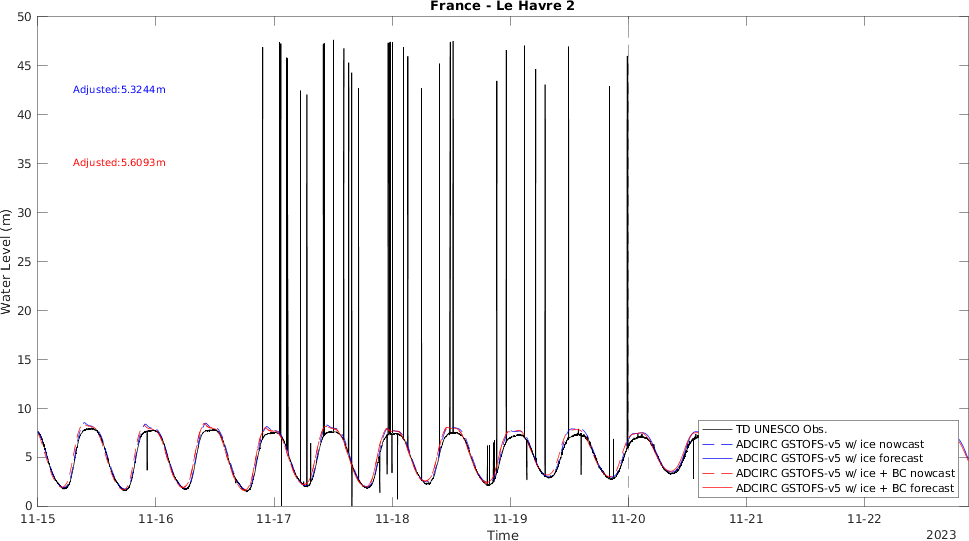 France - Le Havre 2
50
45
40
35
30
25
20
15
10
5
0
Water Level (m)
Adjusted:5.3244m
Adjusted:5.6093m
TD UNESCO Obs.
ADCIRC GSTOFS-v5 w/ ice nowcast
ADCIRC GSTOFS-v5 w/ ice forecast
ADCIRC GSTOFS-v5 w/ ice + BC nowcast
ADCIRC GSTOFS-v5 w/ ice + BC forecast
11-15 11-16 11-17 11-18 11-19 11-20 11-21 11-22
Time
2023